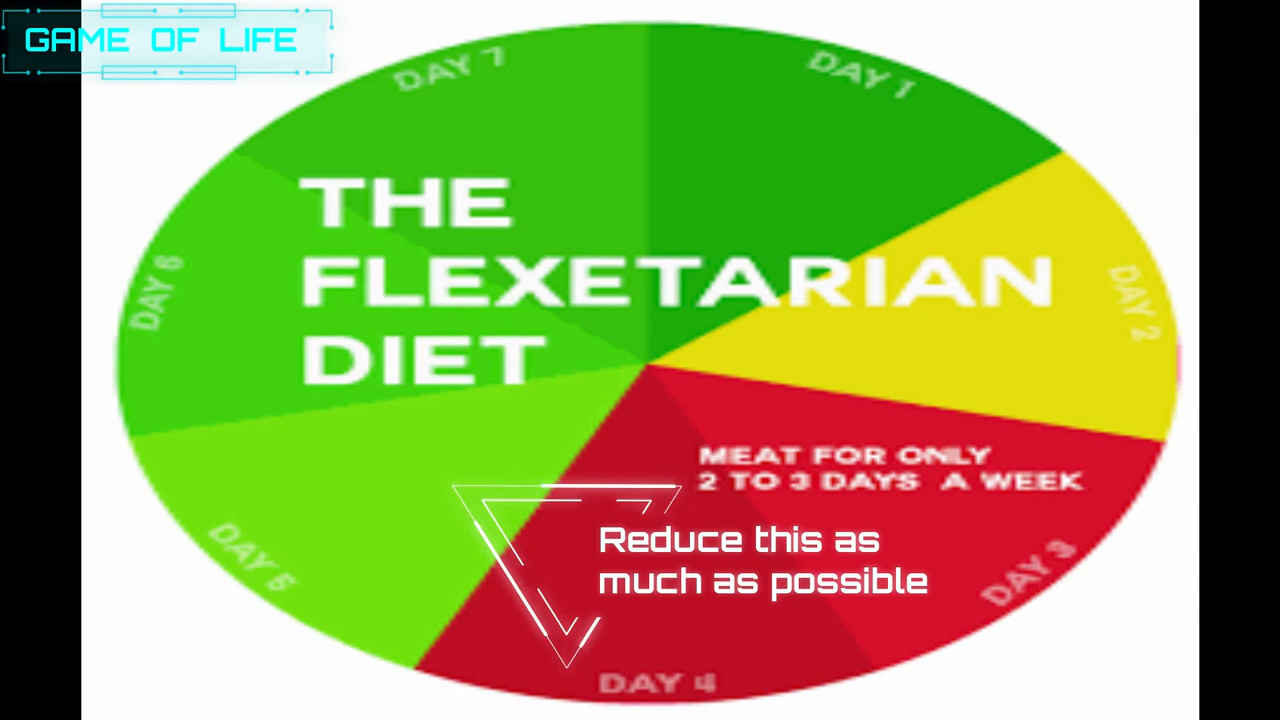 GAME OF LIFE
DAY 7
DAY 1
THE
FLEXETARIAN
DIET
DAY 6
DAY 2
MEAT FOR ONLY
2 TO 3 DAYS A WEEK
Reduce this as
much as possible
DAY 5
DAY 3
DAY 4